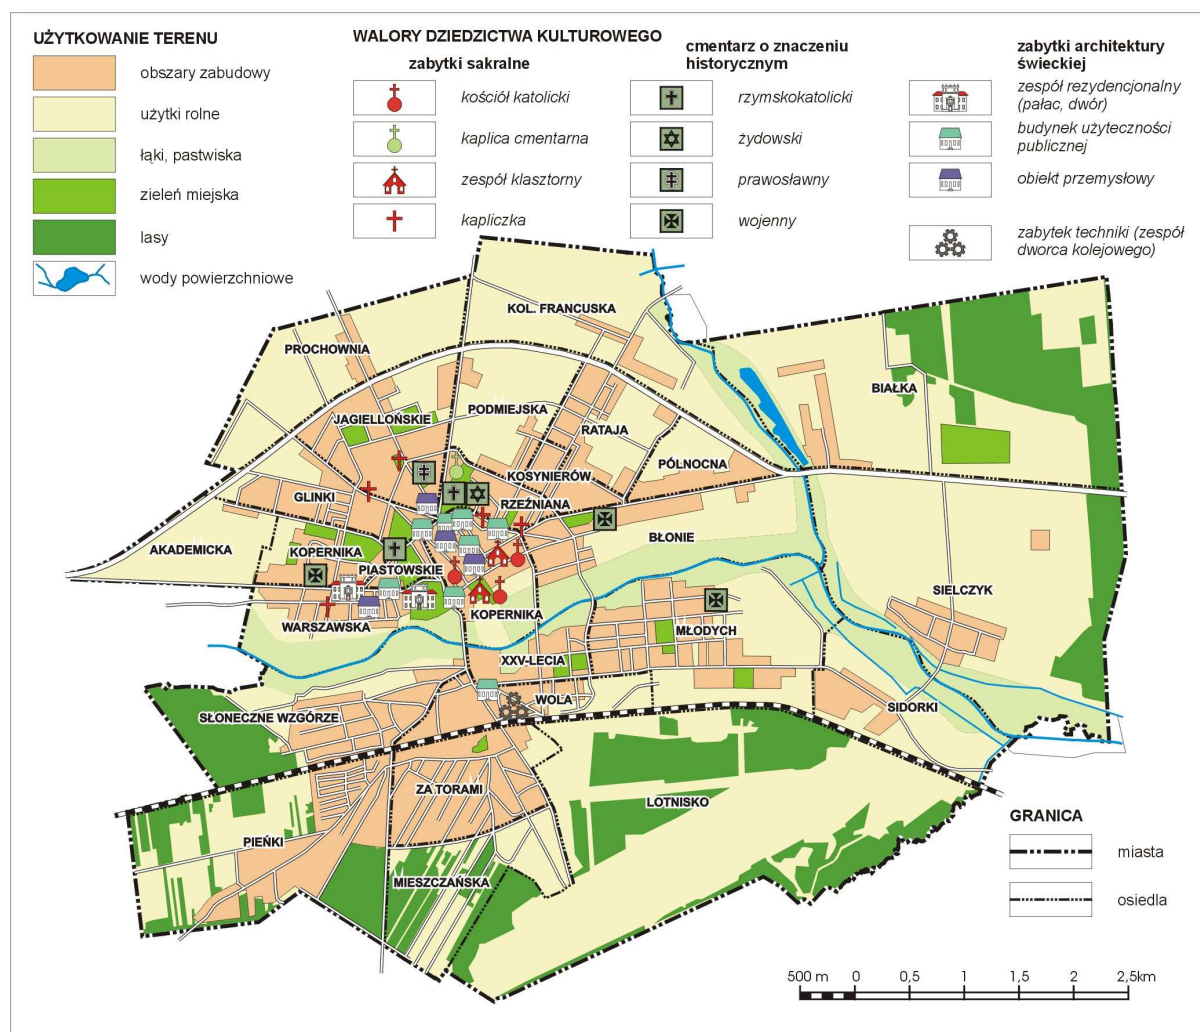 UŻYTKOWANIE TERENU
obszary zabudowy
użytki rolne
łąki, pastwiska
zieleń miejska
lasy
wody powierzchniowe
WALORY DZIEDZICTWA KULTUROWEGO
zabytki sakralne
kościół katolicki
kaplica cmentarna
zespół klasztorny
kapliczka
cmentarz o znaczeniu
historycznym
rzymskokatolicki
żydowski
prawosławny
wojenny
zabytki architektury
świeckiej
zespół rezydencjonalny
(pałac, dwór)
budynek użyteczności
publicznej
obiekt przemysłowy
zabytek techniki (zespół
dworca kolejowego)
KOL. FRANCUSKA
PROCHOWNIA
BIAŁKA
PODMIEJSKA
JAGIELLOŃSKIE
RATAJA
PÓŁNOCNA
KOSYNIERÓW
GLINKI
RZEŹNIANA
BŁONIE
AKADEMICKA
KOPERNIKA
PIASTOWSKIE
SIELCZYK
KOPERNIKA
WARSZAWSKA
MŁODYCH
XXV-LECIA
WOLA
SIDORKI
SŁONECZNE WZGÓRZE
ZA TORAMI
LOTNISKO
PIEŃKI
MIESZCZAŃSKA
GRANICA
miasta
osiedla
500 m 0 0,5 1 1,5 2 2,5km